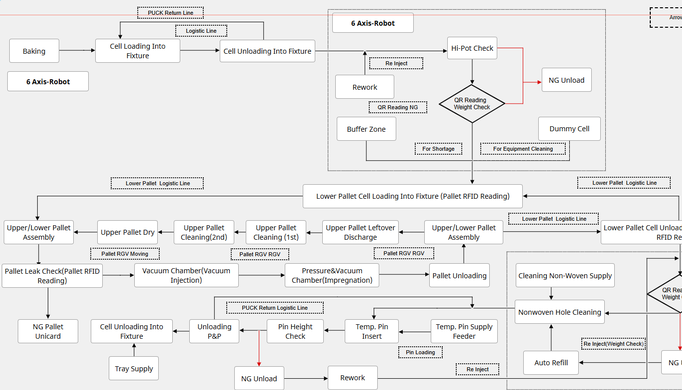 PUCK Return Line
Logistic Line
6 Axis-Robot
Arrow
Baking
Cell Loading Into
Fixture
Cell Unloading Into Fixture
Hi-Pot Check
Re Inject
6 Axis-Robot
Rework
NG Unload
QR Reading
Weight Check
QR Reading NG
Buffer Zone
Dummy Cell
For Shortage
For Equipment Cleaning
Lower Pallet Logistic Line
Lower Pallet Logistic Line
Lower Pallet Cell Loading Into Fixture (Pallet RFID Reading)
Lower Pallet Logistic Line
Upper/Lower Pallet
Assembly
Upper Pallet Dry
Upper Pallet
Cleaning(2nd)
Upper Pallet
Cleaning (1st)
Upper Pallet Leftover
Discharge
Upper/Lower Pallet
Assembly
Lower Pallet Cell Unloa
RFID Re
Pallet RGV Moving
Pallet RGV RGV
Pallet RGV RGV
Pallet Leak Check(Pallet RFID
Reading)
Vacuum Chamber(Vacuum
Injection)
Pressure&Vacuum
Chamber(Impregnation)
Pallet Unloading
Cleaning Non-Woven Supply
QR Rea
Weight
PUCK Return Logistic Line
Nonwoven Hole Cleaning
NG Pallet
Unicard
Cell Unloading Into
Fixture
Unloading
P&P
Pin Height
Check
Temp. Pin
Insert
Temp. Pin Supply
Feeder
Re Inject(Weight Check)
Pin Loading
Tray Supply
Auto Refill
NG U
Re Inject
NG Unload
Rework